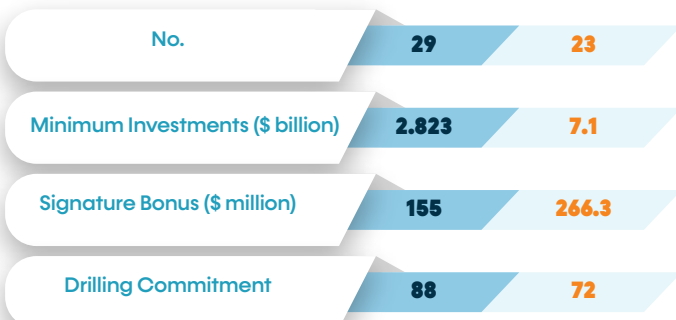 No. 29 23
Minimum Investments ($ billion) 2.823 7.1
Signature Bonus ($ million) 155 266.3
Drilling Commitment 88 72